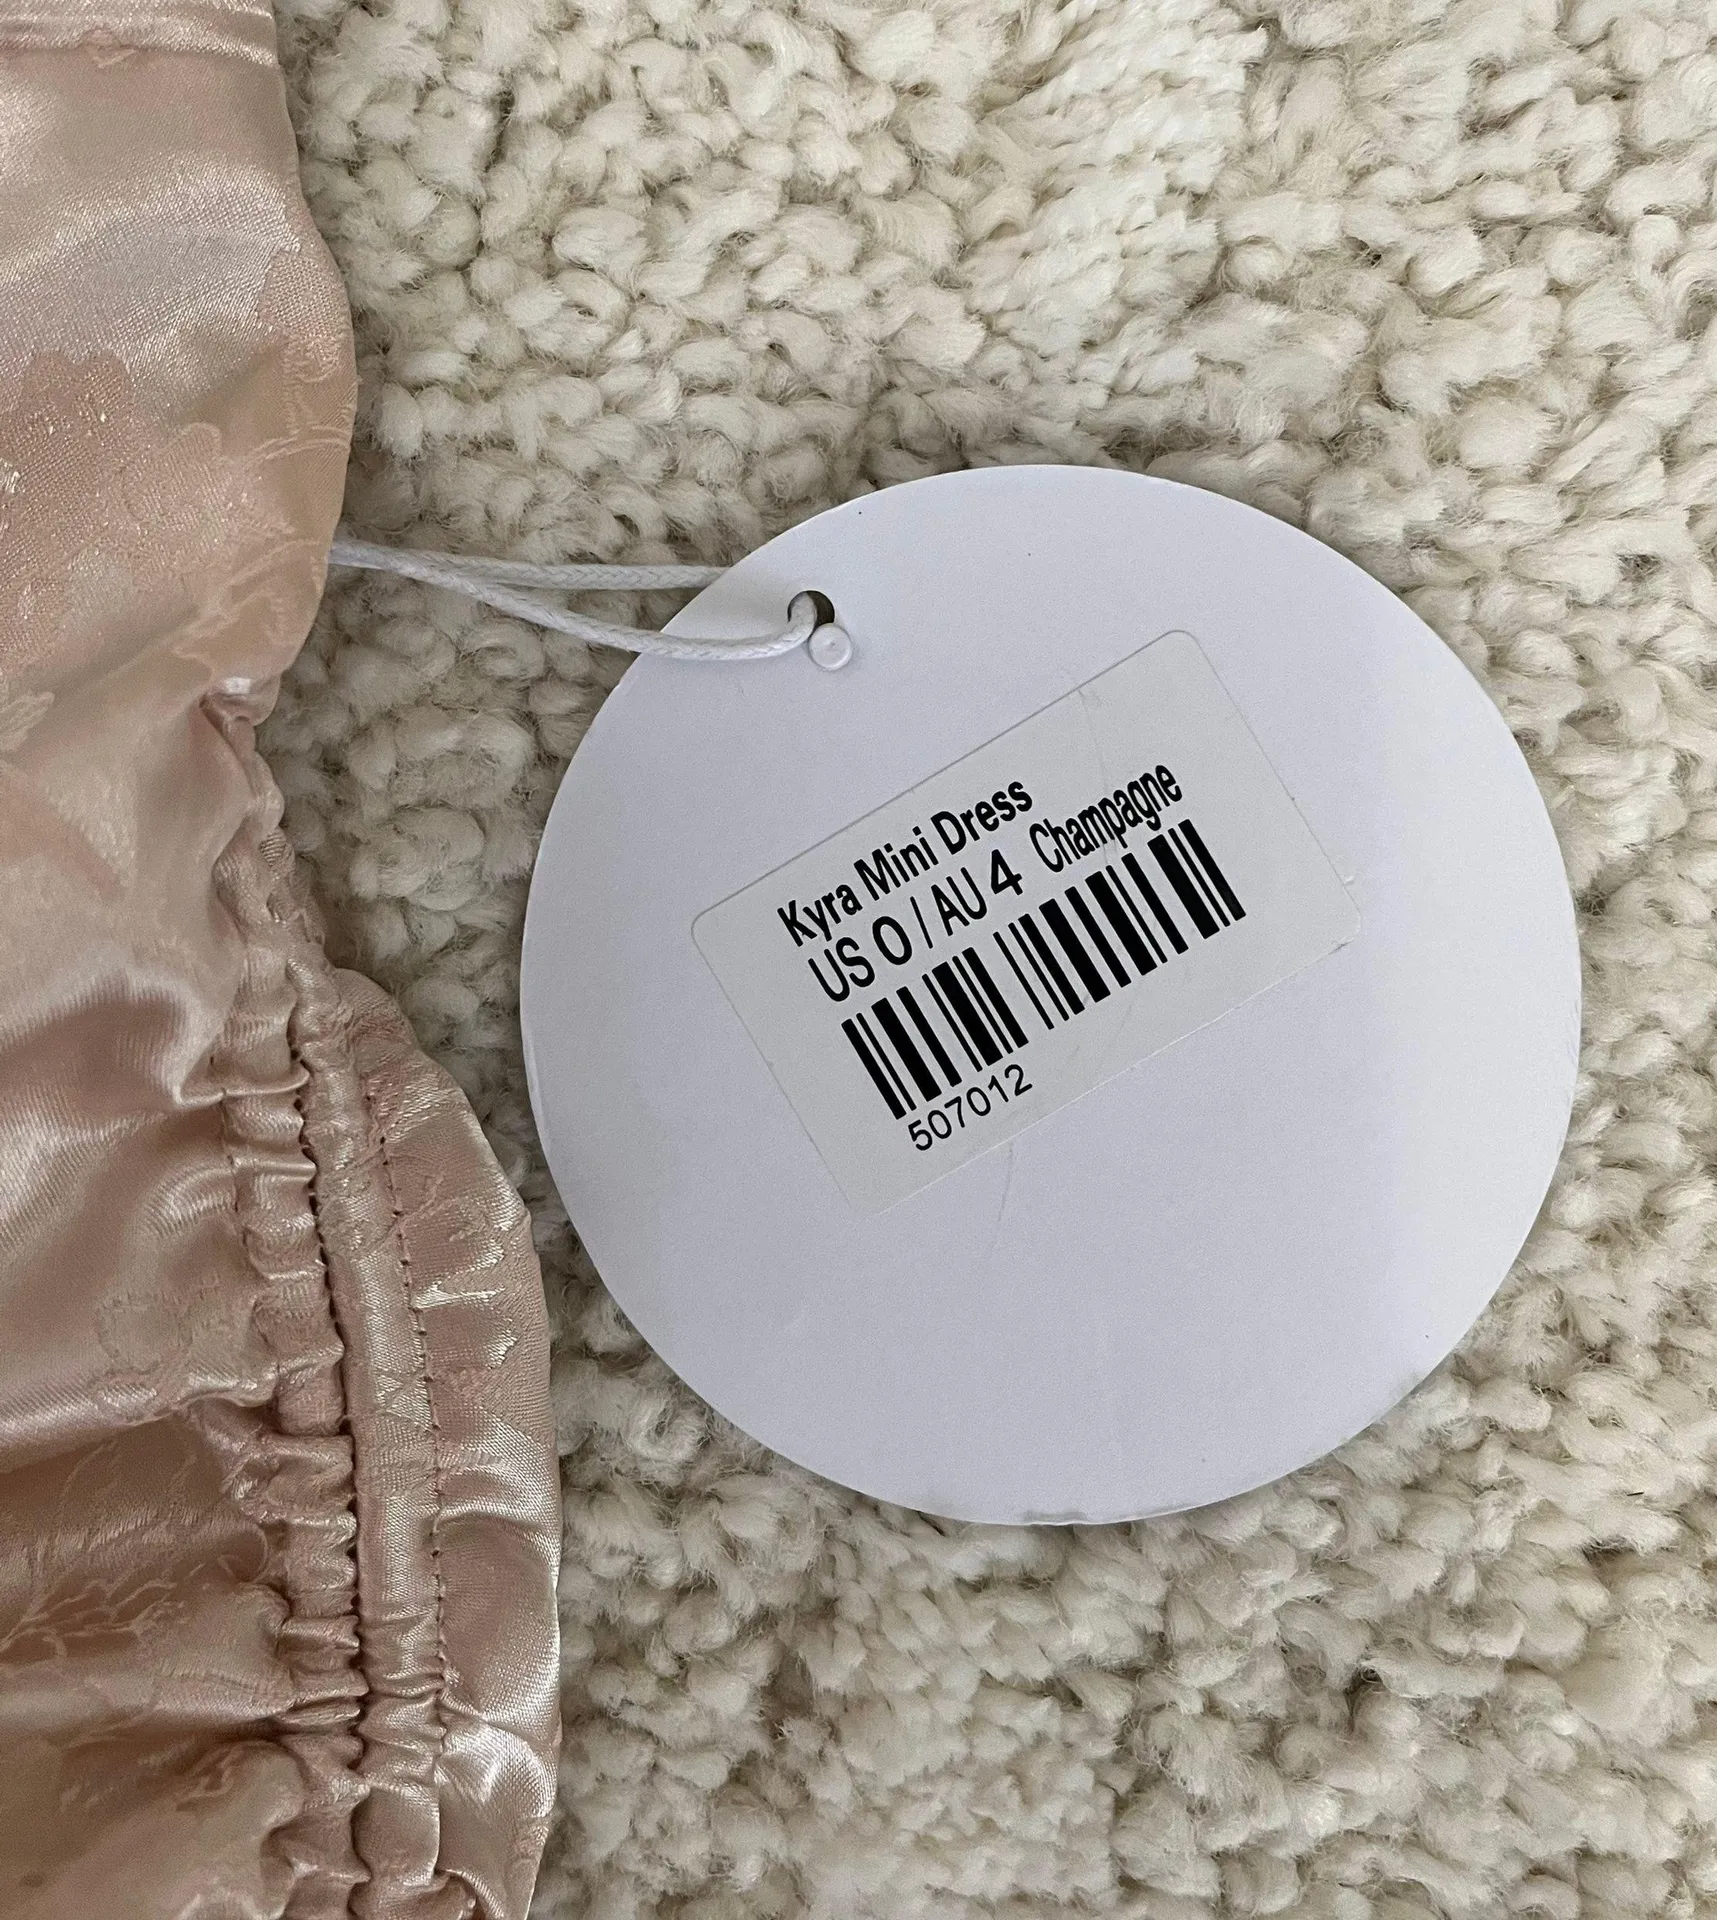 Kyra Mini Dress
US 0 / AU 4 Champagne
507012